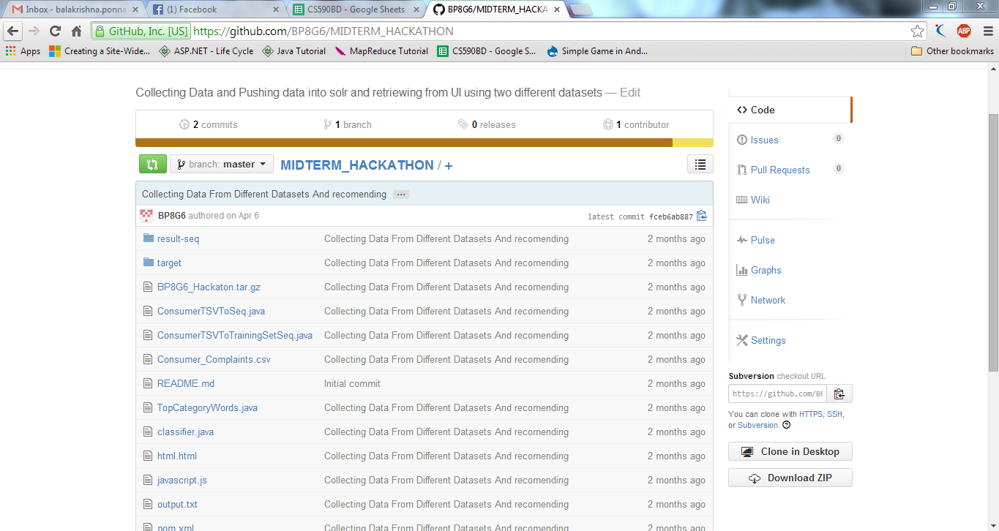 Inbox - balakrishna.ponna
(1) Facebook
CS590BD - Google Sheets
BP8G6/MIDTERM_HACKA
GitHub, Inc. [US] https://github.com/BP8G6/MIDTERM_HACKATHON
ABP
Apps
Creating a Site-Wide...
ASP.NET - Life Cycle
Java Tutorial
MapReduce Tutorial
CS590BD - Google S...
Simple Game in And...
Other bookmarks
Collecting Data and Pushing data into solr and retriewing from UI using two different datasets — Edit
2 commits
1 branch
0 releases
1 contributor
branch: master
MIDTERM_HACKATHON / +
Collecting Data From Different Datasets And recomending ...
BP8G6 authored on Apr 6
latest commit fceb6ab887
result-seq Collecting Data From Different Datasets And recomending 2 months ago
target Collecting Data From Different Datasets And recomending 2 months ago
BP8G6_Hackaton.tar.gz Collecting Data From Different Datasets And recomending 2 months ago
ConsumerTSVToSeq.java Collecting Data From Different Datasets And recomending 2 months ago
ConsumerTSVToTrainingSetSeq.java Collecting Data From Different Datasets And recomending 2 months ago
Consumer_Complaints.csv Collecting Data From Different Datasets And recomending 2 months ago
README.md Initial commit 2 months ago
TopCategoryWords.java Collecting Data From Different Datasets And recomending 2 months ago
classifier.java Collecting Data From Different Datasets And recomending 2 months ago
html.html Collecting Data From Different Datasets And recomending 2 months ago
javascript.js Collecting Data From Different Datasets And recomending 2 months ago
output.txt Collecting Data From Different Datasets And recomending 2 months ago
pom.xml Collecting Data From Different Datasets And recomending 2 months ago
Code
Issues 0
Pull Requests 0
Wiki
Pulse
Graphs
Network
Settings
Subversion checkout URL
https://github.com/BP
You can clone with HTTPS, SSH,
or Subversion.
Clone in Desktop
Download ZIP